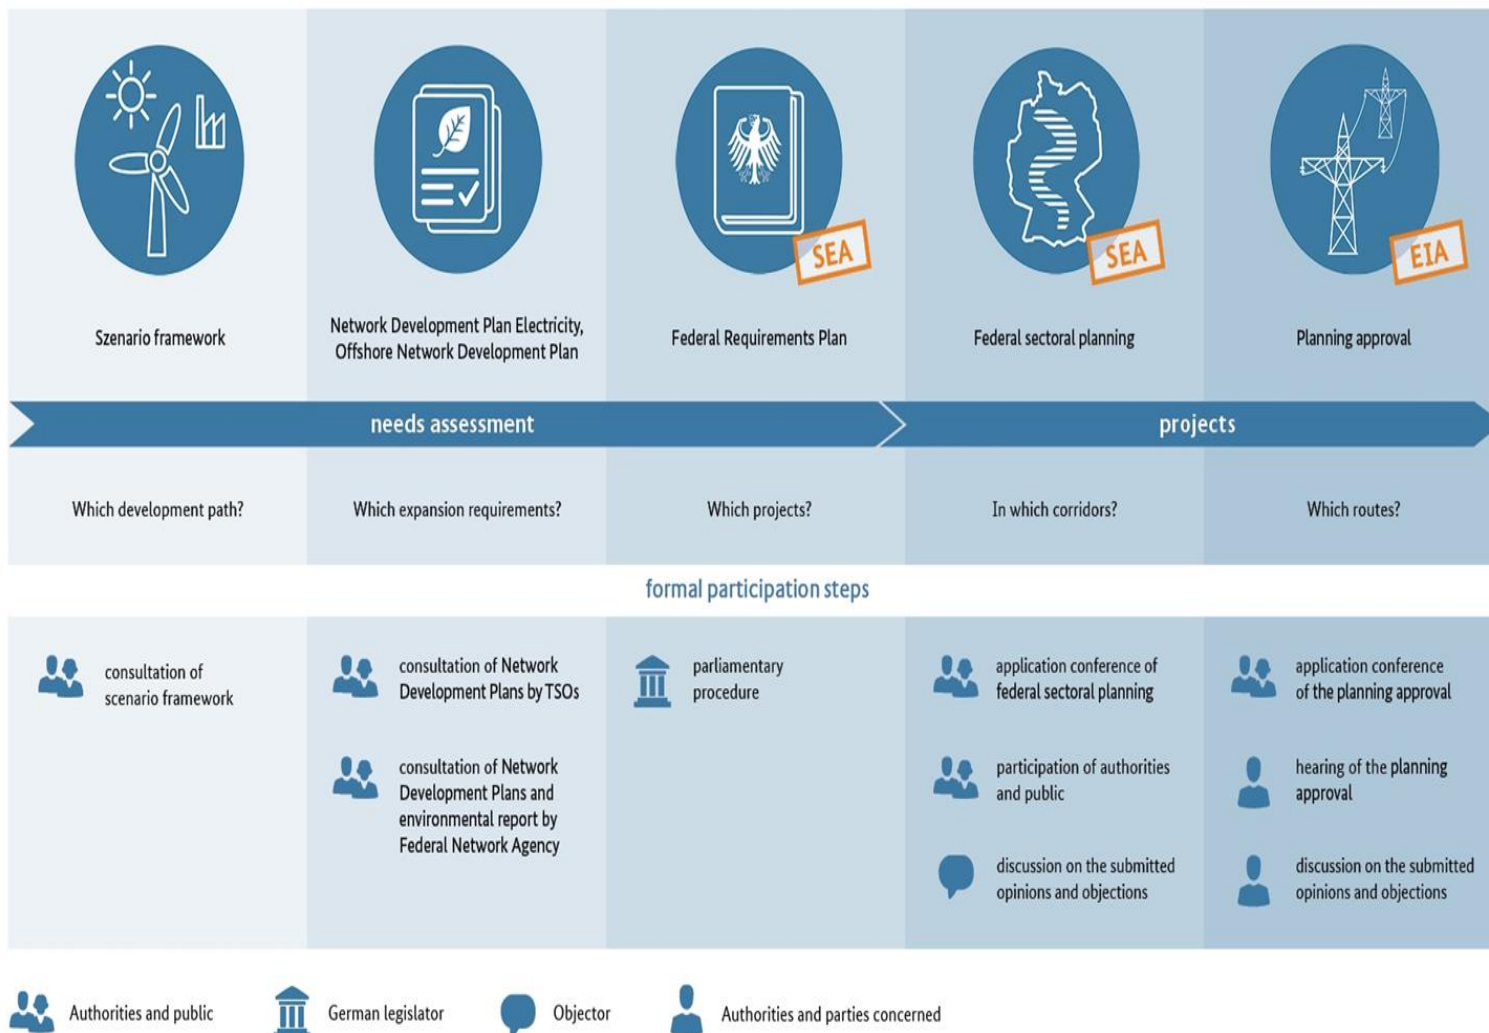 SEA
SEA
EIA
Szenario framework
Network Development Plan Electricity,
Offshore Network Development Plan
Federal Requirements Plan
Federal sectoral planning
Planning approval
needs assessment
projects
Which development path?
Which expansion requirements?
Which projects?
In which corridors?
Which routes?
formal participation steps
consultation of
scenario framework
consultation of Network
Development Plans by TSOs
consultation of Network
Development Plans and
environmental report by
Federal Network Agency
parliamentary
procedure
application conference of
federal sectoral planning
participation of authorities
and public
discussion on the submitted
opinions and objections
application conference
of the planning approval
hearing of the planning
approval
discussion on the submitted
opinions and objections
Authorities and public
German legislator
Objector
Authorities and parties concerned